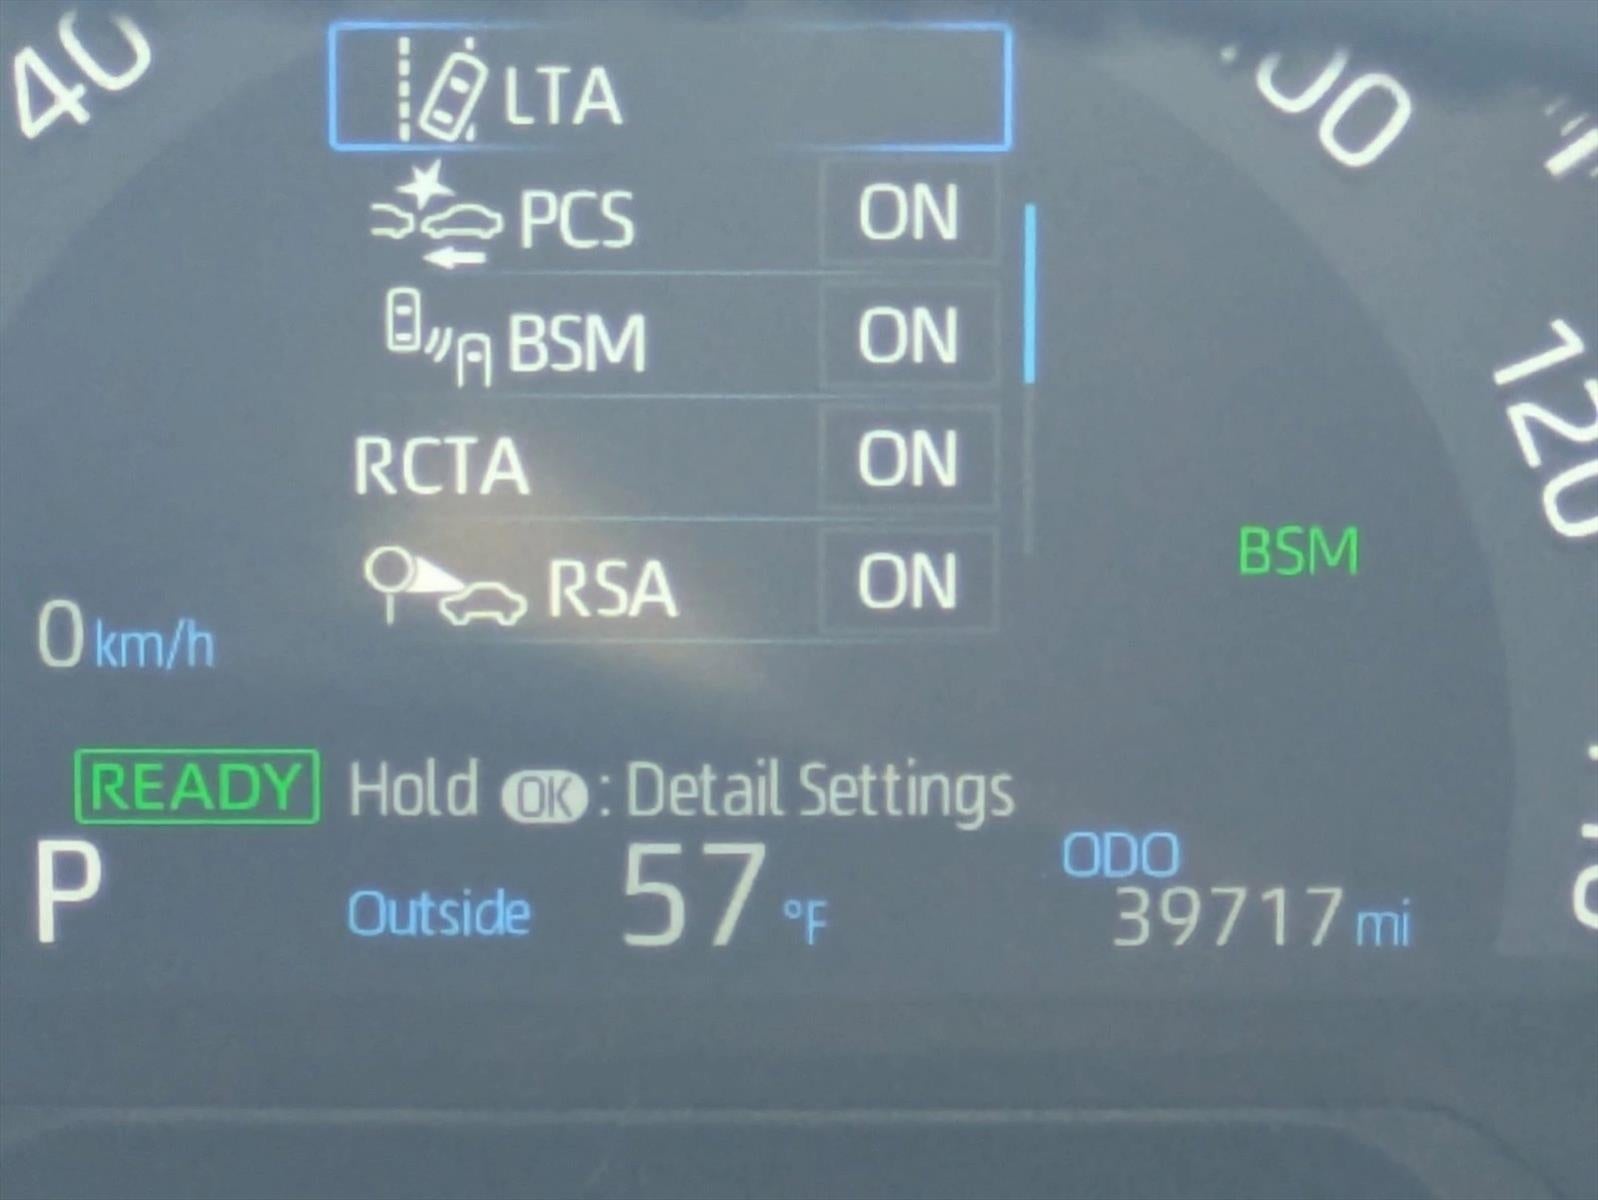 40
LTA
PCS ON
BSM ON
RCTA ON
RSA ON
120
BSM
0 km/h
READY
Hold OK : Detail Settings
P
Outside 57 °F
ODO
39717 mi